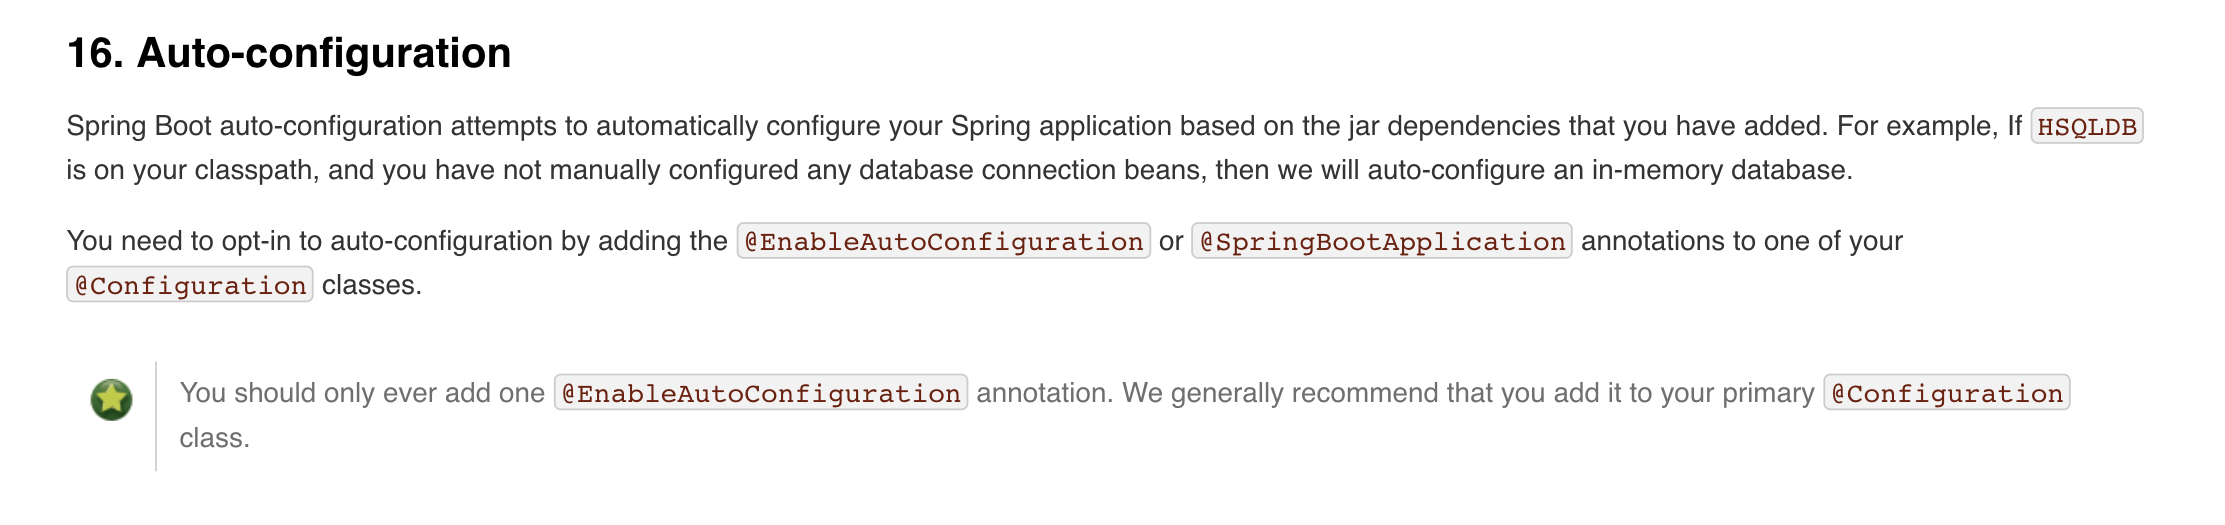 16. Auto-configuration
Spring Boot auto-configuration attempts to automatically configure your Spring application based on the jar dependencies that you have added. For example, If HSQLDB
is on your classpath, and you have not manually configured any database connection beans, then we will auto-configure an in-memory database.
You need to opt-in to auto-configuration by adding the @EnableAutoConfiguration or @SpringBootApplication annotations to one of your
@Configuration classes.
You should only ever add one @EnableAutoConfiguration annotation. We generally recommend that you add it to your primary @Configuration
class.